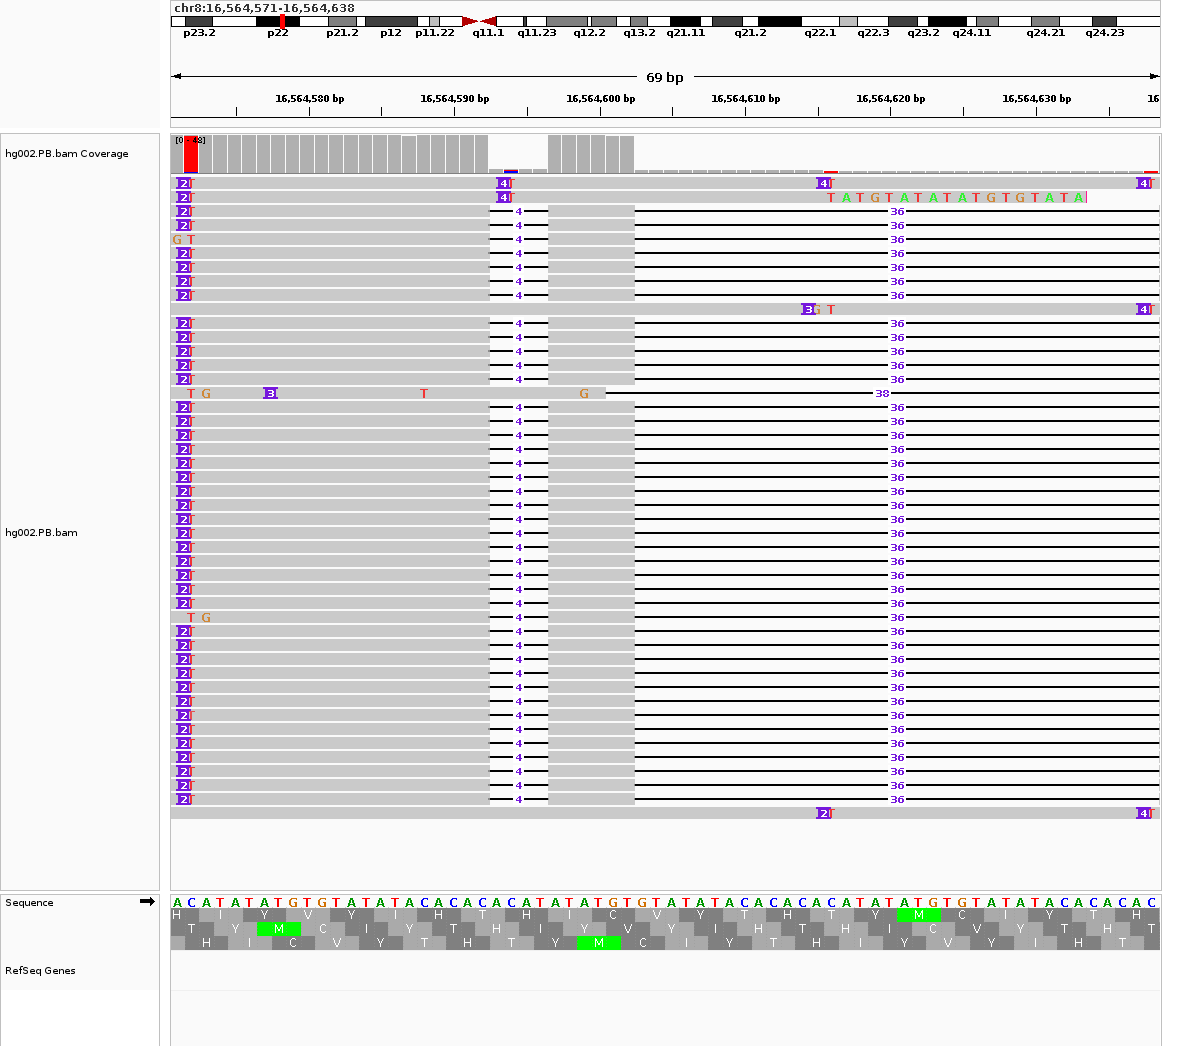 chr8:16,564,571-16,564,638
p23.2 p22 p21.2 p12 p11.22 q11.1 q11.23 q12.2 q13.2 q21.11 q21.2 q22.1 q22.3 q23.2 q24.11 q24.21 q24.23
69 bp
16,564,580 bp 16,564,590 bp 16,564,600 bp 16,564,610 bp 16,564,620 bp 16,564,630 bp 16
hg002.PB.bam Coverage
[0 - 48]
2 T 4 T 4 T 4 T
2 T 4 T T A T G T A T A T A T G T G T A T A
2 T 4 36
2 T 4 36
G T 4 36
2 T 4 36
2 T 4 36
2 T 4 36
2 T 4 36
3 G T 4 T
2 T 4 36
2 T 4 36
2 T 4 36
2 T 4 36
2 T 4 36
T G 3 T G 38
2 T 4 36
2 T 4 36
2 T 4 36
2 T 4 36
2 T 4 36
2 T 4 36
2 T 4 36
2 T 4 36
2 T 4 36
hg002.PB.bam
2 T 4 36
2 T 4 36
2 T 4 36
2 T 4 36
2 T 4 36
2 T 4 36
T G 4 36
2 T 4 36
2 T 4 36
2 T 4 36
2 T 4 36
2 T 4 36
2 T 4 36
2 T 4 36
2 T 4 36
2 T 4 36
2 T 4 36
2 T 4 36
2 T 4 36
2 T 4 36
2 T 4 T
Sequence
A C A T A T A T G T G T A T A T A C A C A C A C A T A T A T G T G T A T A T A C A C A C A C A T A T A T G T G T A T A T A C A C A C A C
H I Y V Y I H T H I C V Y T H T Y M C I Y T H
T Y M C I Y T H I Y V Y I H T H I C V Y T H T
H I C V Y T H T Y M C I Y T H I Y V Y I H T
RefSeq Genes